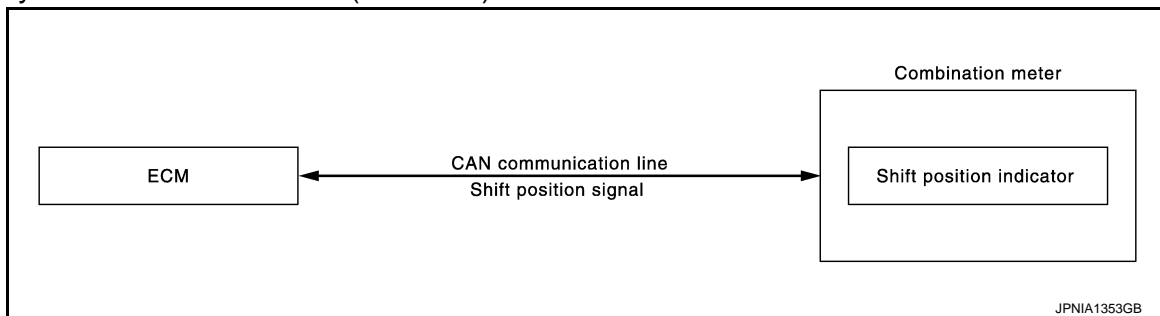 Combination meter
ECM
CAN communication line
Shift position signal
Shift position indicator
JPNIA1353GB